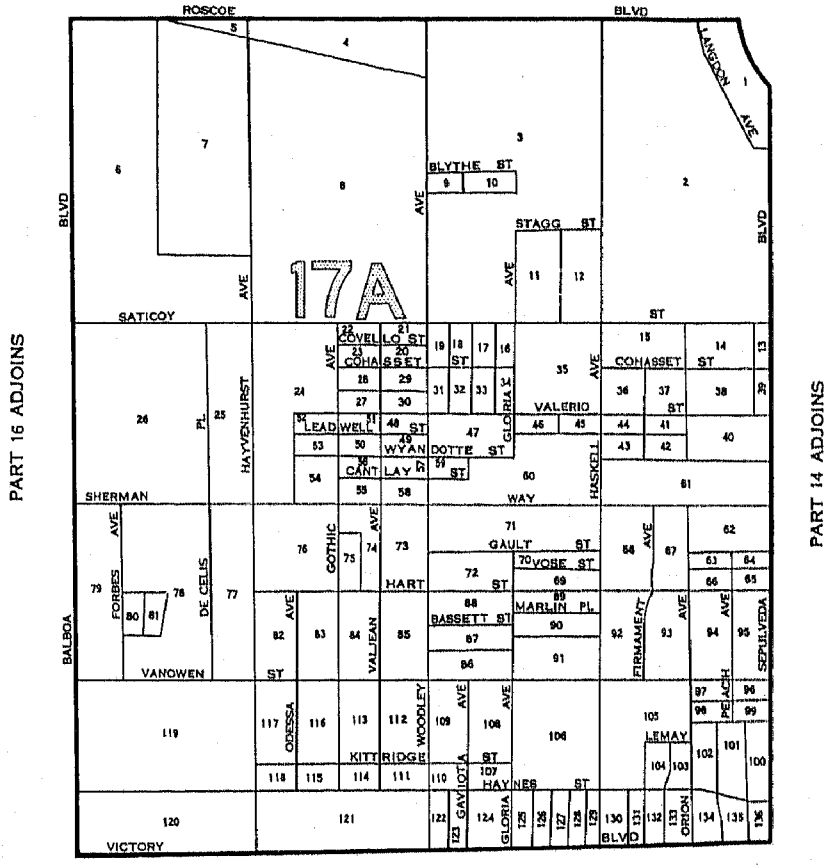 ROSCOE BLVD
5 4 LANGDON AVE 1
3
7
6 BLYTHE ST
8 9 10 2
BLVD AVE STAGG ST BLVD
17A
AVE AVE 11 12
SATICOY ST
22 21 15 14 13
COVELLO ST 19 18 17 16
23 20 AVE COHASSET ST COHASSET ST
35 AVE
28 29 31 32 33 34 36 37 38 39
24 27 30 GLORIA VALERIO ST
26 PL 25 HAYVENHURST
52 LEADWELL 51 48 ST 47 46 45 44 41 40
53 50 49 WYANDOTTE ST 43 42
56 CANTLAY 57 59 ST
54 60 HASKELL 61
55 58
SHERMAN WAY
PART 16 ADJOINS
PART 14 ADJOINS
AVE GOTHIC AVE 71 AVE 62
76 74 73 GAULT ST 68 67
75 70 VOSE ST 63 64
79 FORBES 78 DE CELIS 77 HART 72 ST 69 66 65
80 81 AVE 88 89 MARLIN PL AVE AVE
82 83 84 VALJEAN 85 BASSETT ST 90 92 FIRMAMENT 93 94 95 SEPULVEDA
BALBOA 87
86 91
VANOWEN ST
97 96
AVE AVE 98 PEACH 99
119 117 ODESSA 116 113 112 WOODLEY 109 108 106 105
LEMAY 102 101 100
KITTRIDGE ST 104 103
118 115 114 111 110 GAVIOTA 107 HAYNES ST
120 121 122 123 124 GLORIA 125 126 127 128 129 130 131 132 133 ORION 134 135 136
VICTORY BLVD